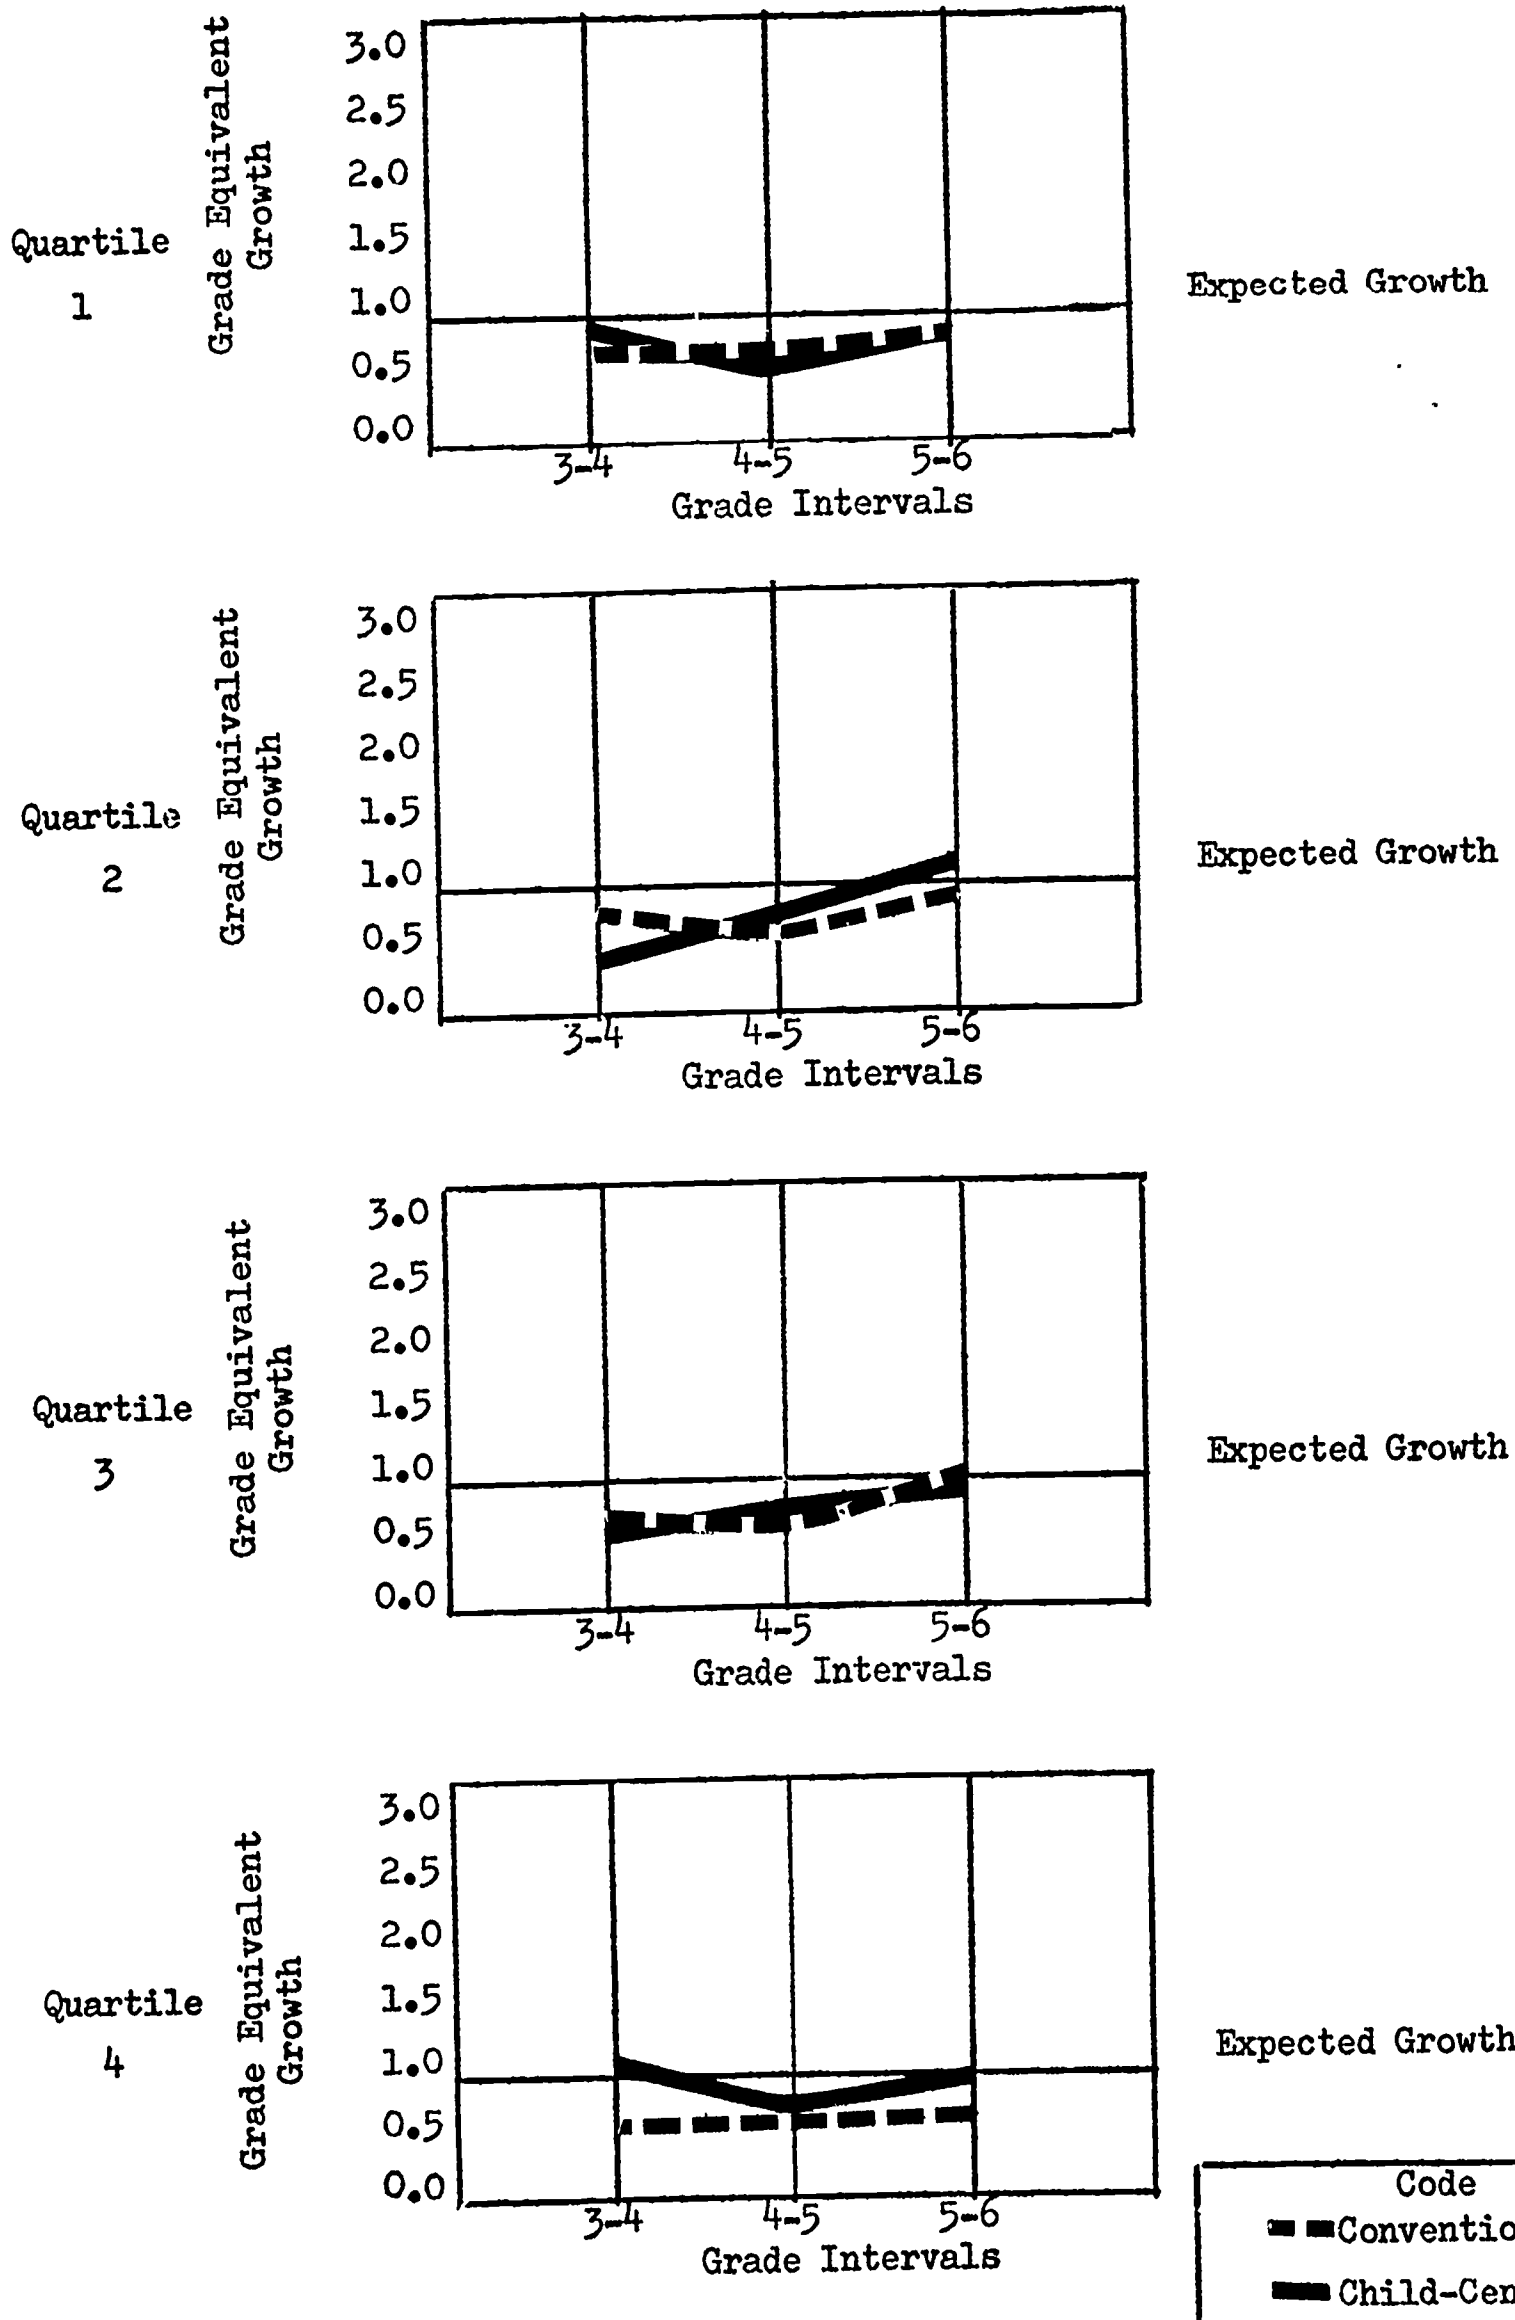 Grade Equivalent
Growth
3.0
2.5
2.0
1.5
1.0
0.5
0.0
Quartile
1
Expected Growth
3-4 4-5 5-6
Grade Intervals
Grade Equivalent
Growth
3.0
2.5
2.0
1.5
1.0
0.5
0.0
Quartile
2
Expected Growth
3-4 4-5 5-6
Grade Intervals
Grade Equivalent
Growth
3.0
2.5
2.0
1.5
1.0
0.5
0.0
Quartile
3
Expected Growth
3-4 4-5 5-6
Grade Intervals
Grade Equivalent
Growth
3.0
2.5
2.0
1.5
1.0
0.5
0.0
Quartile
4
Expected Growth
3-4 4-5 5-6
Grade Intervals
Code
Conventio
Child-Cen